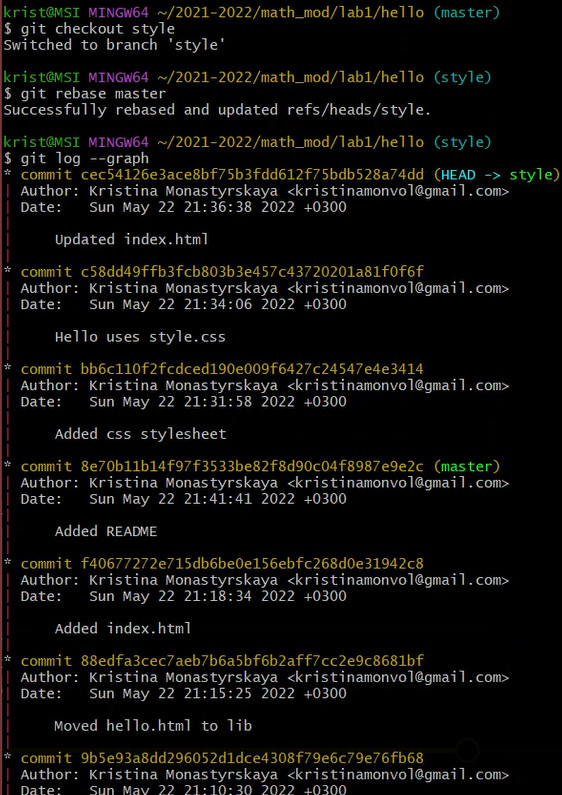 krist@MSI MINGW64 ~/2021-2022/math_mod/lab1/hello (master)
$ git checkout style
Switched to branch 'style'
krist@MSI MINGW64 ~/2021-2022/math_mod/lab1/hello (style)
$ git rebase master
Successfully rebased and updated refs/heads/style.
krist@MSI MINGW64 ~/2021-2022/math_mod/lab1/hello (style)
$ git log --graph
* commit cec54126e3ace8bf75b3fdd612f75bdb528a74dd (HEAD -> style)
| Author: Kristina Monastyrskaya <kristinamonvol@gmail.com>
| Date:   Sun May 22 21:36:38 2022 +0300
|
|     Updated index.html
|
* commit c58dd49ffb3fcb803b3e457c43720201a81f0f6f
| Author: Kristina Monastyrskaya <kristinamonvol@gmail.com>
| Date:   Sun May 22 21:34:06 2022 +0300
|
|     Hello uses style.css
|
* commit bb6c110f2fcdced190e009f6427c24547e4e3414
| Author: Kristina Monastyrskaya <kristinamonvol@gmail.com>
| Date:   Sun May 22 21:31:58 2022 +0300
|
|     Added css stylesheet
|
* commit 8e70b11b14f97f3533be82f8d90c04f8987e9e2c (master)
| Author: Kristina Monastyrskaya <kristinamonvol@gmail.com>
| Date:   Sun May 22 21:41:41 2022 +0300
|
|     Added README
|
* commit f40677272e715db6be0e156ebfc268d0e31942c8
| Author: Kristina Monastyrskaya <kristinamonvol@gmail.com>
| Date:   Sun May 22 21:18:34 2022 +0300
|
|     Added index.html
|
* commit 88edfa3cec7aeb7b6a5bf6b2aff7cc2e9c8681bf
| Author: Kristina Monastyrskaya <kristinamonvol@gmail.com>
| Date:   Sun May 22 21:15:25 2022 +0300
|
|     Moved hello.html to lib
|
* commit 9b5e93a8dd296052d1dce4308f79e6c79e76fb68
| Author: Kristina Monastyrskaya <kristinamonvol@gmail.com>
| Date:   Sun May 22 21:10:30 2022 +0300